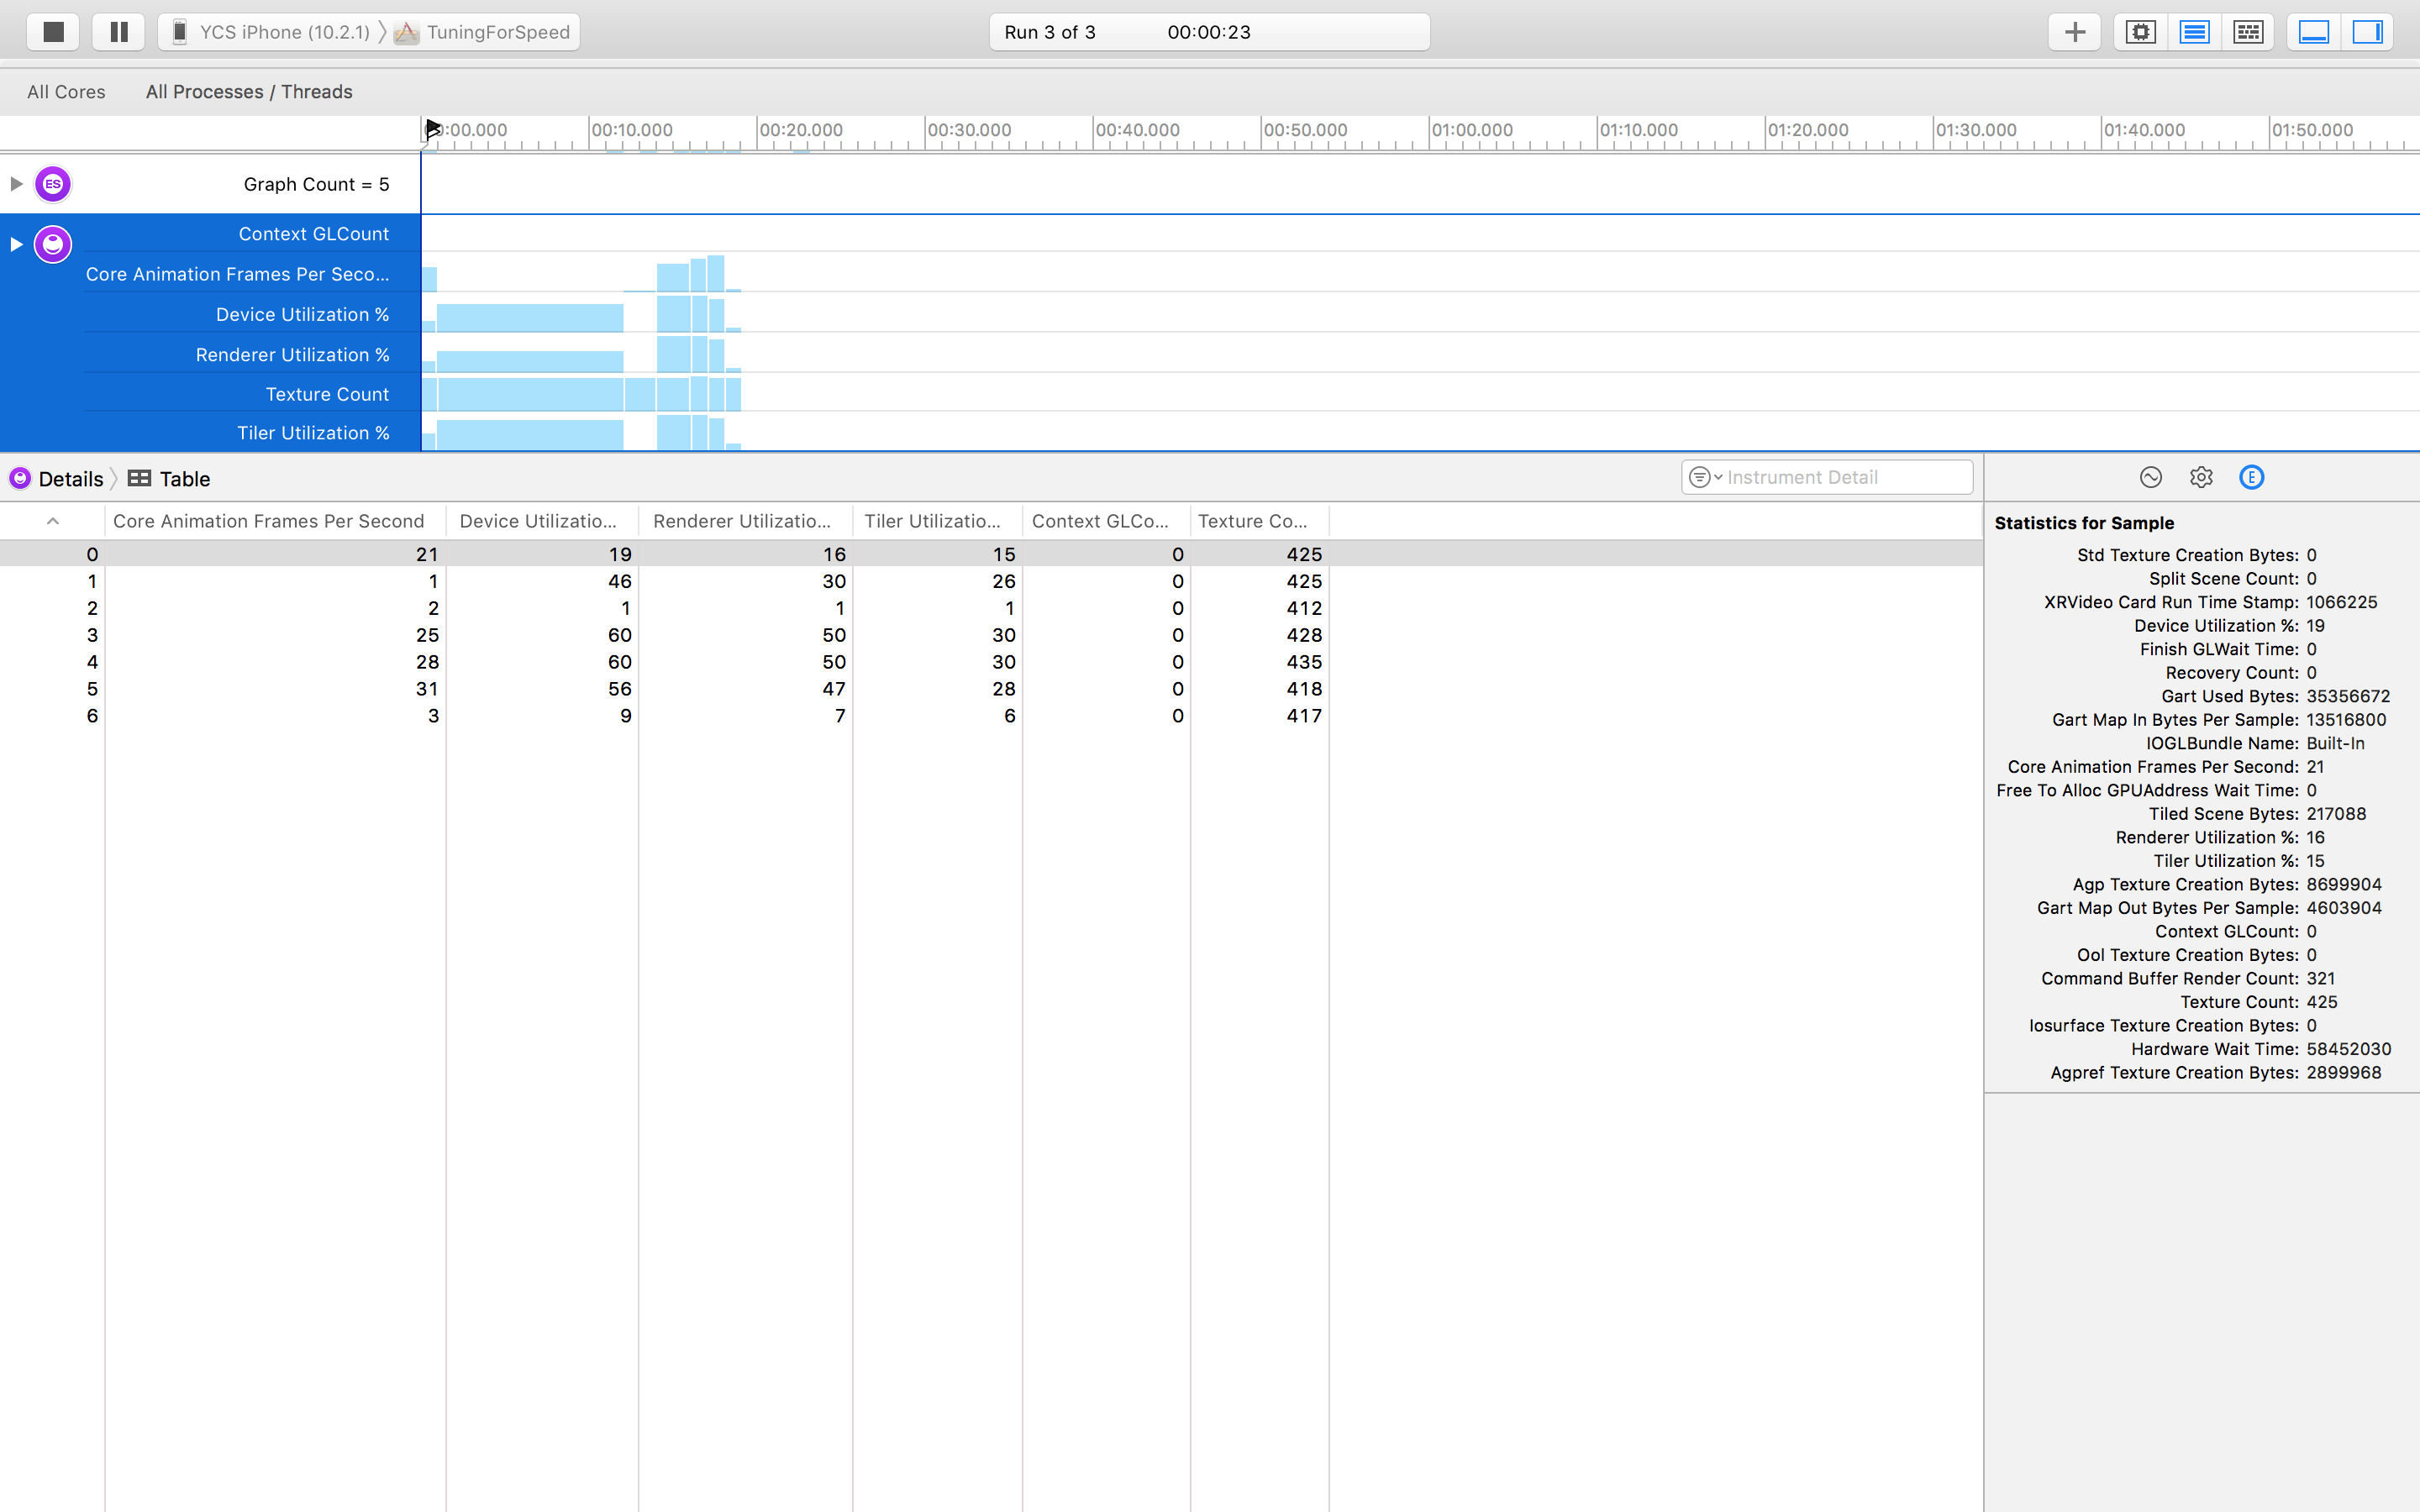 YCS iPhone (10.2.1) TuningForSpeed Run 3 of 3 00:00:23
All Cores All Processes / Threads
00:10.000 00:20.000 00:30.000 00:40.000 00:50.000 01:00.000 01:10.000 01:20.000 01:30.000 01:40.000 01:50.000
ES Graph Count = 5
Context GLCount
Core Animation Frames Per Seco...
Device Utilization %
Renderer Utilization %
Texture Count
Tiler Utilization %
Details Table Instrument Detail E
Core Animation Frames Per Second Device Utilizatio... Renderer Utilizatio... Tiler Utilizatio... Context GLCo... Texture Co...
0 21 19 16 15 0 425
1 1 46 30 26 0 425
2 2 1 1 1 0 412
3 25 60 50 30 0 428
4 28 60 50 30 0 435
5 31 56 47 28 0 418
6 3 9 7 6 0 417
Statistics for Sample
Std Texture Creation Bytes: 0
Split Scene Count: 0
XRVideo Card Run Time Stamp: 1066225
Device Utilization %: 19
Finish GLWait Time: 0
Recovery Count: 0
Gart Used Bytes: 35356672
Gart Map In Bytes Per Sample: 13516800
IOGLBundle Name: Built-In
Core Animation Frames Per Second: 21
Free To Alloc GPUAddress Wait Time: 0
Tiled Scene Bytes: 217088
Renderer Utilization %: 16
Tiler Utilization %: 15
Agp Texture Creation Bytes: 8699904
Gart Map Out Bytes Per Sample: 4603904
Context GLCount: 0
Ool Texture Creation Bytes: 0
Command Buffer Render Count: 321
Texture Count: 425
Iosurface Texture Creation Bytes: 0
Hardware Wait Time: 58452030
Agpref Texture Creation Bytes: 2899968